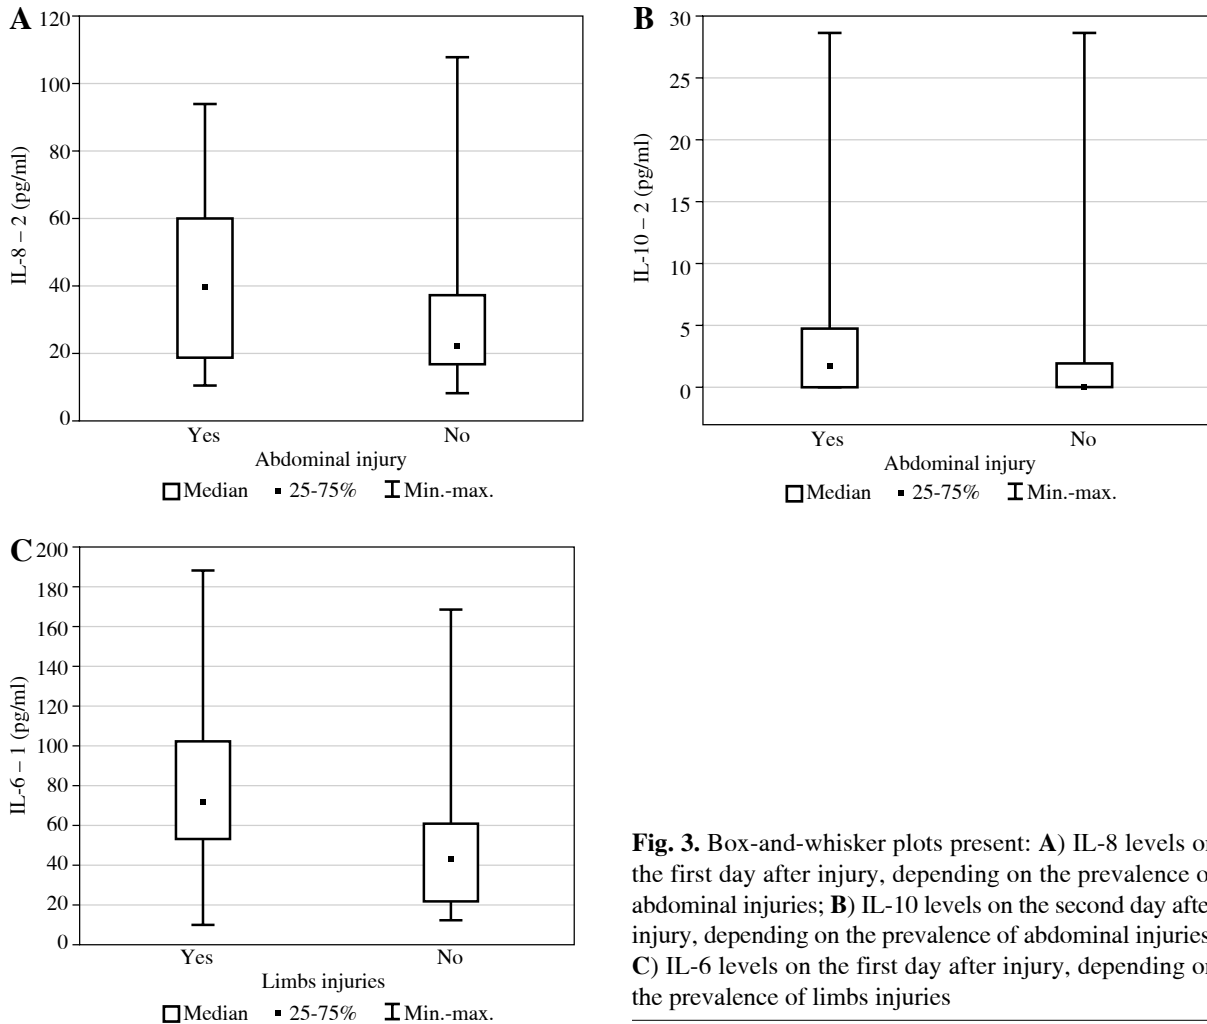 A
120
100
80
60
40
20
0
IL-8 – 2 (pg/ml)
Yes No
Abdominal injury
Median 25-75% Min.-max.
B
30
25
20
15
10
5
0
IL-10 – 2 (pg/ml)
Yes No
Abdominal injury
Median 25-75% Min.-max.
C
200
180
160
140
120
100
80
60
40
20
0
IL-6 – 1 (pg/ml)
Yes No
Limbs injuries
Median 25-75% Min.-max.
Fig. 3. Box-and-whisker plots present: A) IL-8 levels on
the first day after injury, depending on the prevalence of
abdominal injuries; B) IL-10 levels on the second day after
injury, depending on the prevalence of abdominal injuries
C) IL-6 levels on the first day after injury, depending on
the prevalence of limbs injuries